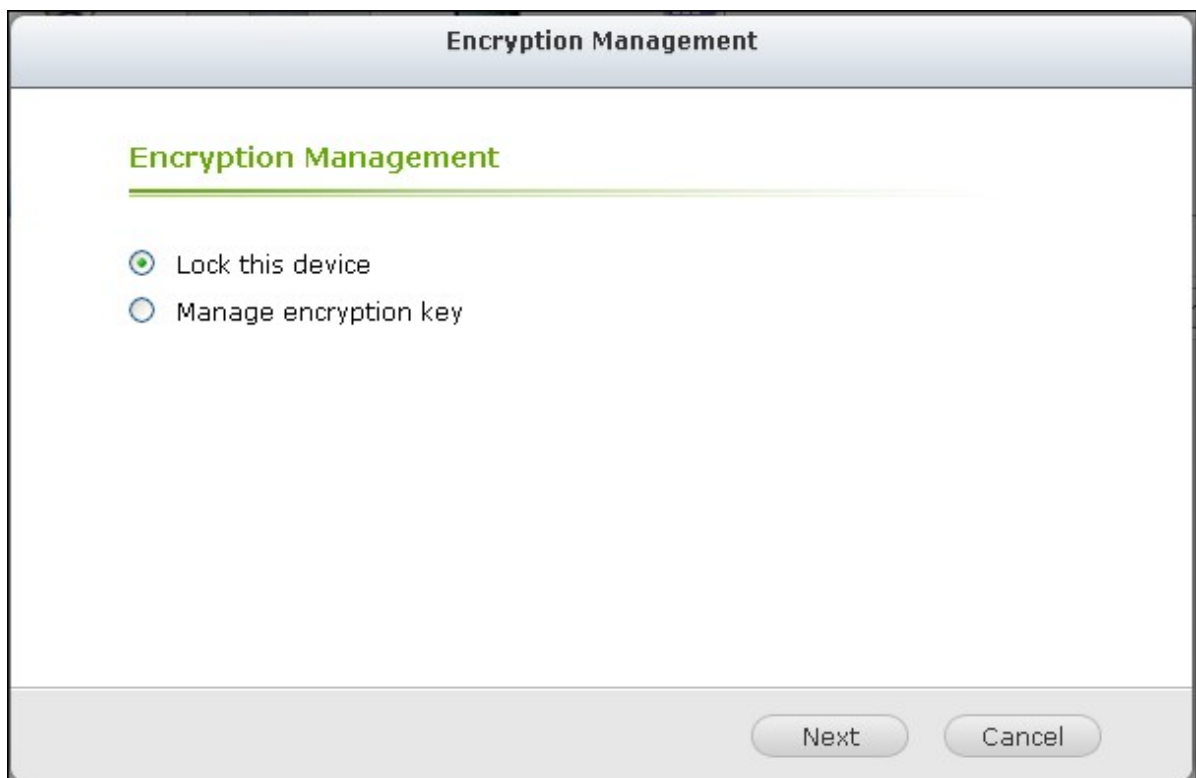 Encryption Management
Encryption Management
Lock this device
Manage encryption key
Next
Cancel